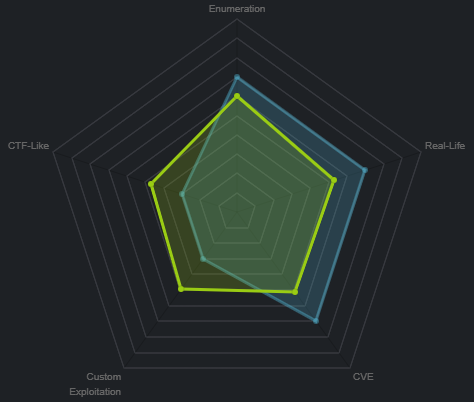 Enumeration
CTF-Like
Real-Life
Custom
Exploitation
CVE